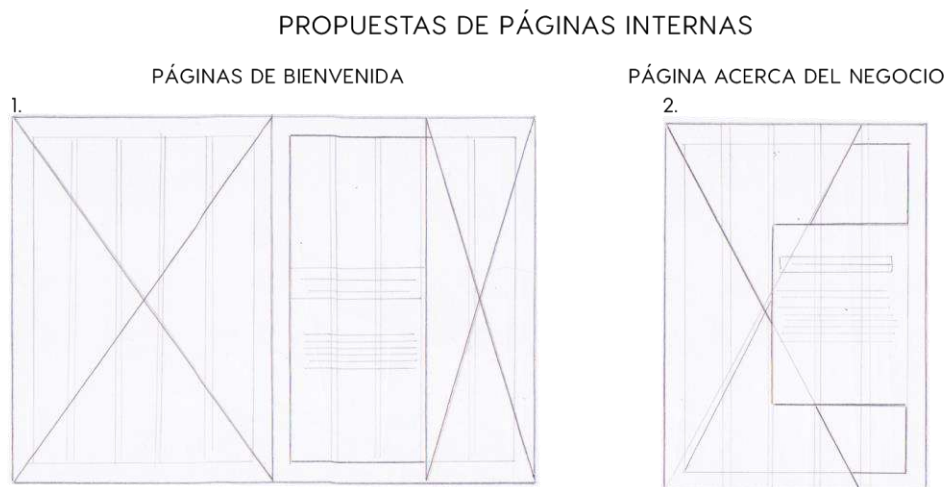 PROPUESTAS DE PÁGINAS INTERNAS
PÁGINAS DE BIENVENIDA
1.
PÁGINA ACERCA DEL NEGOCIO
2.